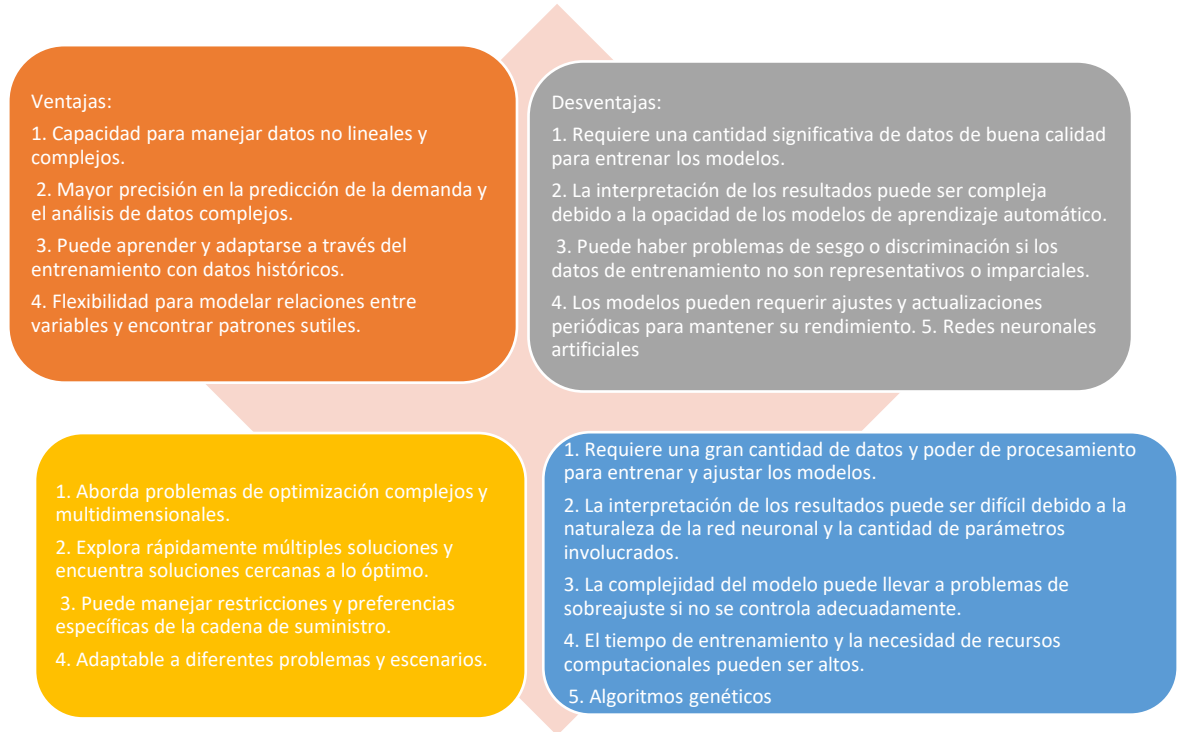 Ventajas:
1. Capacidad para manejar datos no lineales y
complejos.
2. Mayor precisión en la predicción de la demanda y
el análisis de datos complejos.
3. Puede aprender y adaptarse a través del
entrenamiento con datos históricos.
4. Flexibilidad para modelar relaciones entre
variables y encontrar patrones sutiles.
Desventajas:
1. Requiere una cantidad significativa de datos de buena calidad
para entrenar los modelos.
2. La interpretación de los resultados puede ser compleja
debido a la opacidad de los modelos de aprendizaje automático.
3. Puede haber problemas de sesgo o discriminación si los
datos de entrenamiento no son representativos o imparciales.
4. Los modelos pueden requerir ajustes y actualizaciones
periódicas para mantener su rendimiento. 5. Redes neuronales
artificiales
1. Aborda problemas de optimización complejos y
multidimensionales.
2. Explora rápidamente múltiples soluciones y
encuentra soluciones cercanas a lo óptimo.
3. Puede manejar restricciones y preferencias
específicas de la cadena de suministro.
4. Adaptable a diferentes problemas y escenarios.
1. Requiere una gran cantidad de datos y poder de procesamiento
para entrenar y ajustar los modelos.
2. La interpretación de los resultados puede ser difícil debido a la
naturaleza de la red neuronal y la cantidad de parámetros
involucrados.
3. La complejidad del modelo puede llevar a problemas de
sobreajuste si no se controla adecuadamente.
4. El tiempo de entrenamiento y la necesidad de recursos
computacionales pueden ser altos.
5. Algoritmos genéticos